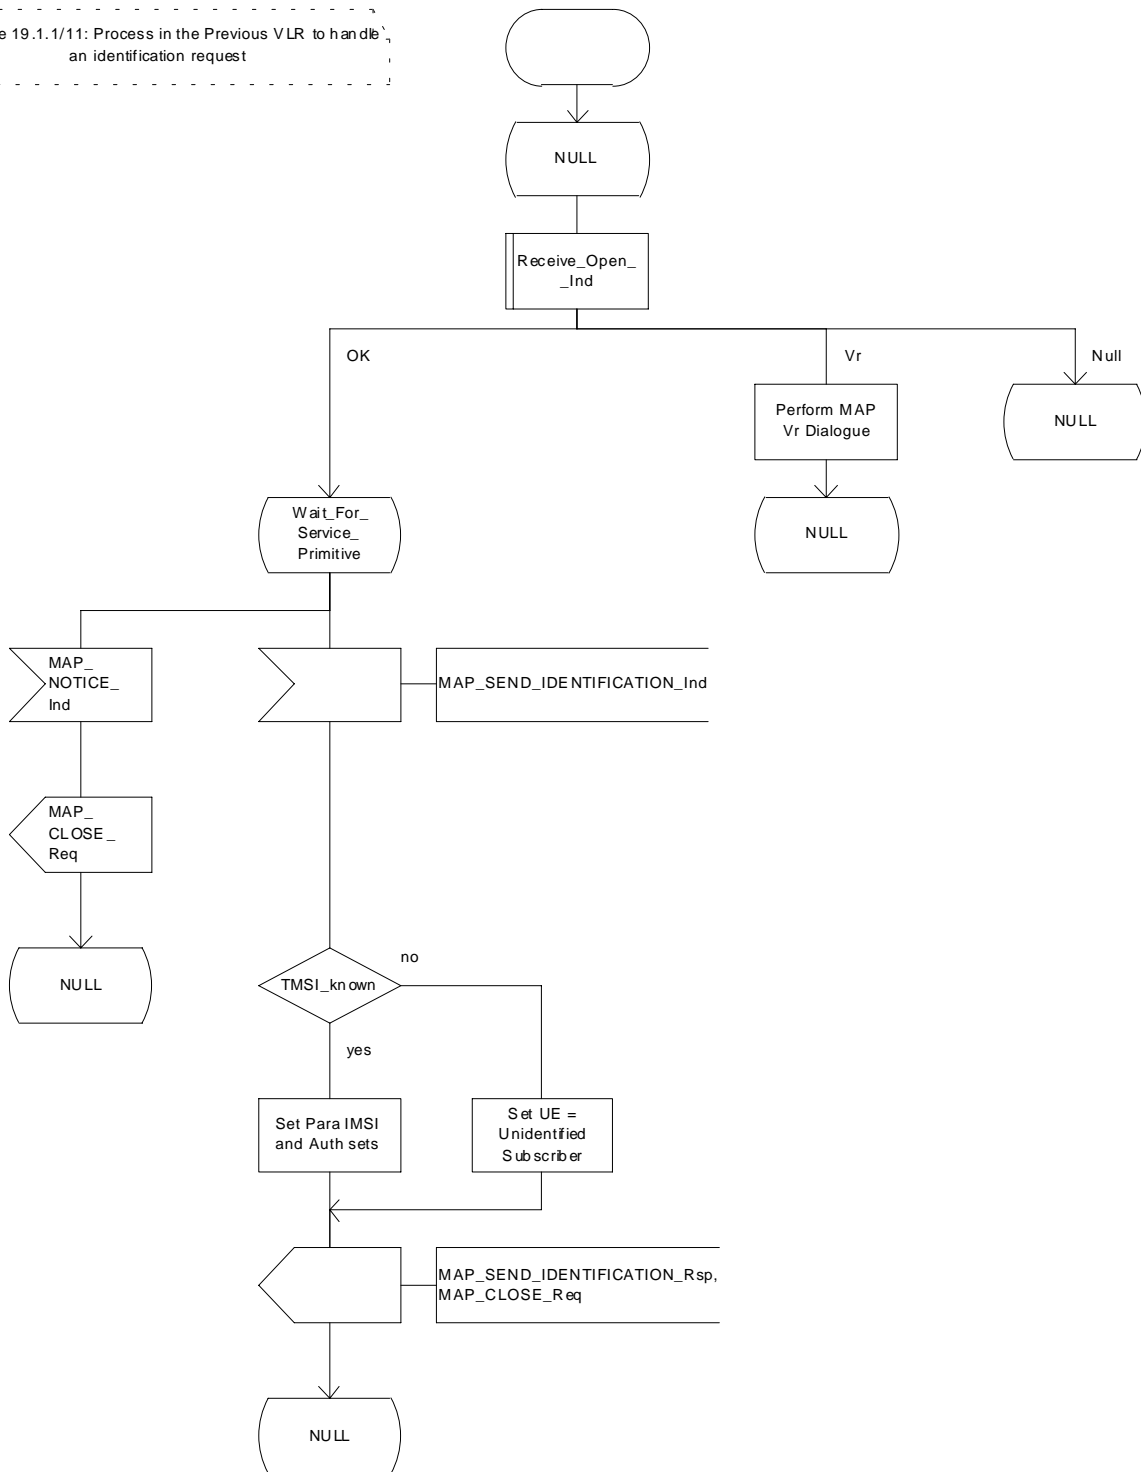 e 19.1.1/11: Process in the Previous VLR to handle`
an identification request
NULL
Receive_Open_
_Ind
OK
Vr
Null
Perform MAP
Vr Dialogue
NULL
NULL
Wait_For_
Service_
Primitive
MAP_
NOTICE_
Ind
MAP_SEND_IDENTIFICATION_Ind
MAP_
CLOSE_
Req
NULL
TMSI_known
no
yes
Set Para IMSI
and Auth sets
Set UE =
Unidentified
Subscriber
MAP_SEND_IDENTIFICATION_Rsp,
MAP_CLOSE_Req
NULL